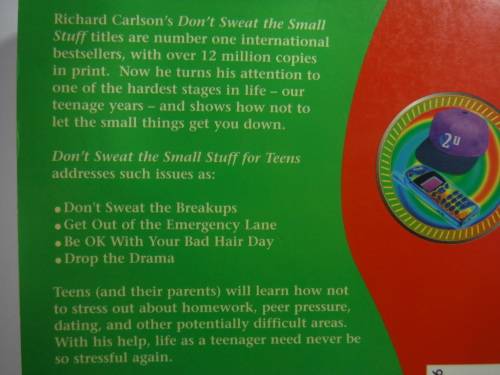 Richard Carlson's Don't Sweat the Small
Stuff titles are number one international
bestsellers, with over 12 million copies
in print. Now he turns his attention to
one of the hardest stages in life – our
teenage years – and shows how not to
let the small things get you down.
Don't Sweat the Small Stuff for Teens
addresses such issues as:
• Don't Sweat the Breakups
• Get Out of the Emergency Lane
• Be OK With Your Bad Hair Day
• Drop the Drama
Teens (and their parents) will learn how not
to stress out about homework, peer pressure,
dating, and other potentially difficult areas.
With his help, life as a teenager need never be
so stressful again.
2U